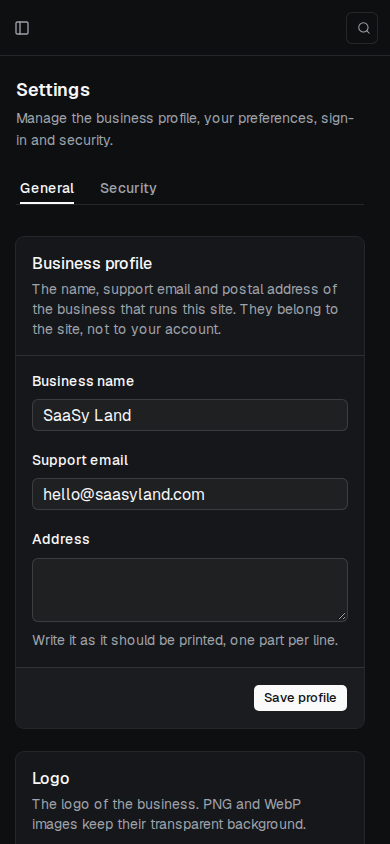 Settings
Manage the business profile, your preferences, sign-
in and security.
General
Security
Business profile
The name, support email and postal address of
the business that runs this site. They belong to
the site, not to your account.
Business name
SaaSy Land
Support email
hello@saasyland.com
Address
Write it as it should be printed, one part per line.
Save profile
Logo
The logo of the business. PNG and WebP
images keep their transparent background.